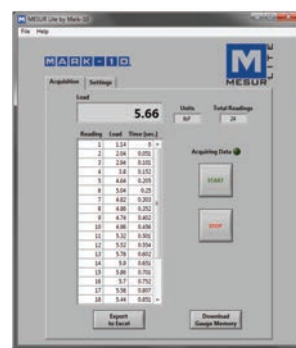 MESUR Lite by Mark-10
File Help
MARK-10
M
MESUR
LITE
Acquisition Settings
Load
5.66
Units
lbF
Total Readings
24
Reading Load Time (sec.)
1 1.14 0
2 2.04 0.051
3 2.94 0.101
4 3.8 0.152
5 4.64 0.205
6 5.04 0.25
7 4.82 0.303
8 4.88 0.352
9 4.74 0.402
10 4.86 0.456
11 5.32 0.501
12 5.52 0.554
13 5.78 0.602
14 5.9 0.651
15 5.86 0.701
16 5.7 0.752
17 5.58 0.807
18 5.44 0.851
Acquiring Data
START
STOP
Export
to Excel
Download
Gauge Memory